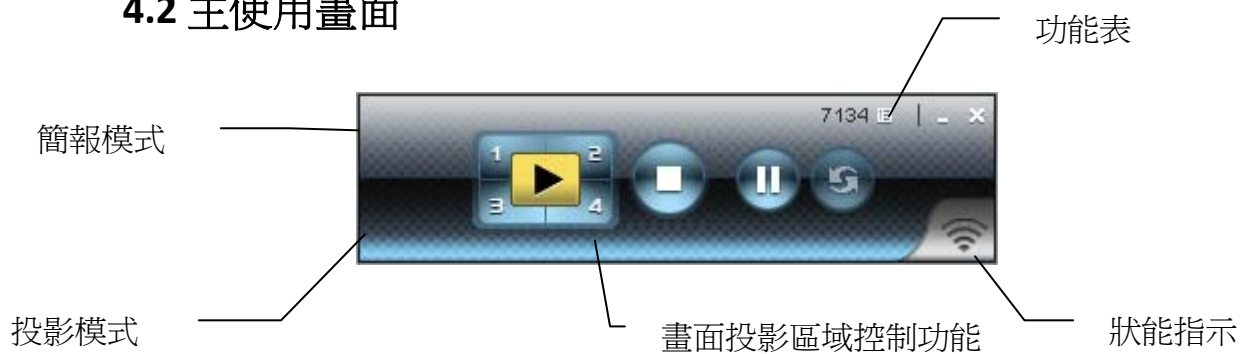 4.2 主使用畫面
功能表
7134
簡報模式
1 2
3 4
投影模式
畫面投影區域控制功能
狀能指示